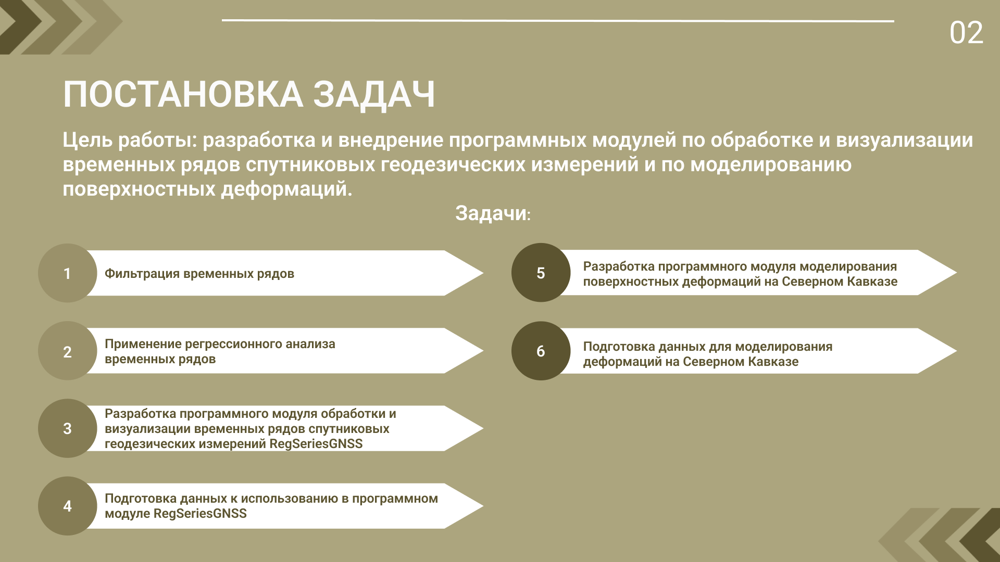 02
ПОСТАНОВКА ЗАДАЧ
Цель работы: разработка и внедрение программных модулей по обработке и визуализации
временных рядов спутниковых геодезических измерений и по моделированию
поверхностных деформаций.
Задачи:
1
Фильтрация временных рядов
2
Применение регрессионного анализа
временных рядов
3
Разработка программного модуля обработки и
визуализации временных рядов спутниковых
геодезических измерений RegSeriesGNSS
4
Подготовка данных к использованию в программном
модуле RegSeriesGNSS
5
Разработка программного модуля моделирования
поверхностных деформаций на Северном Кавказе
6
Подготовка данных для моделирования
деформаций на Северном Кавказе